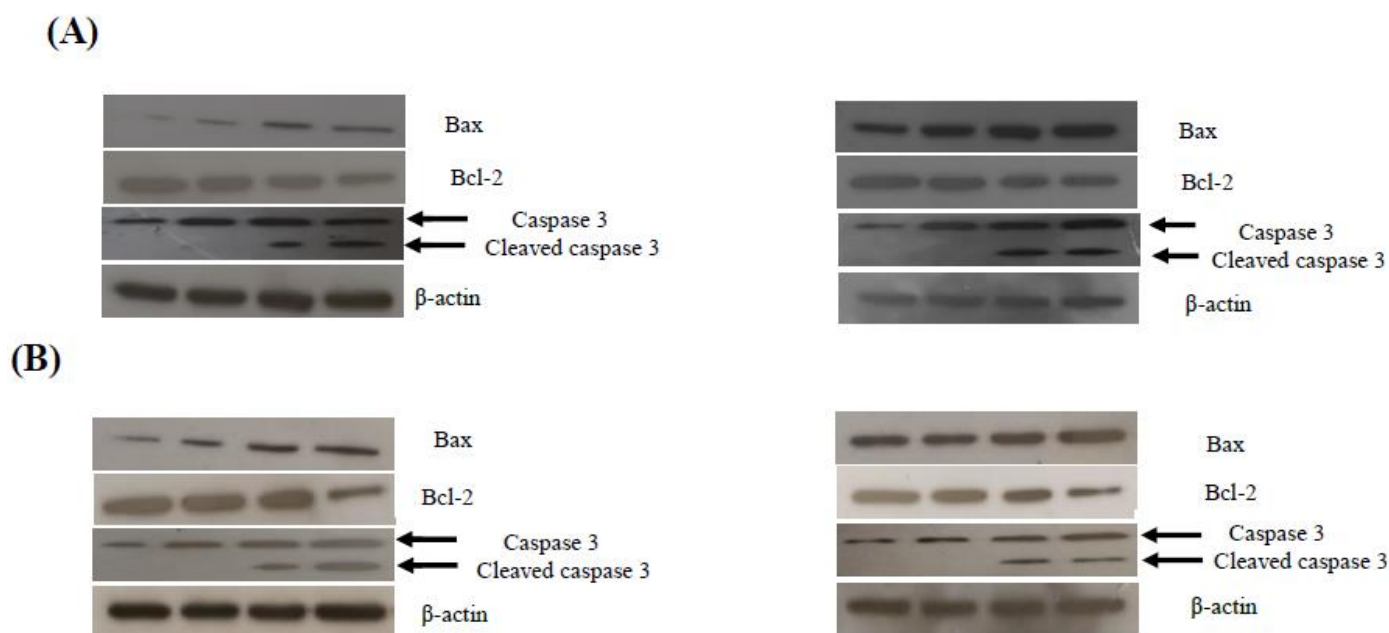 (A)
Bax
Bcl-2
Caspase 3
Cleaved caspase 3
β-actin
Bax
Bcl-2
Caspase 3
Cleaved caspase 3
β-actin
(B)
Bax
Bcl-2
Caspase 3
Cleaved caspase 3
β-actin
Bax
Bcl-2
Caspase 3
Cleaved caspase 3
β-actin